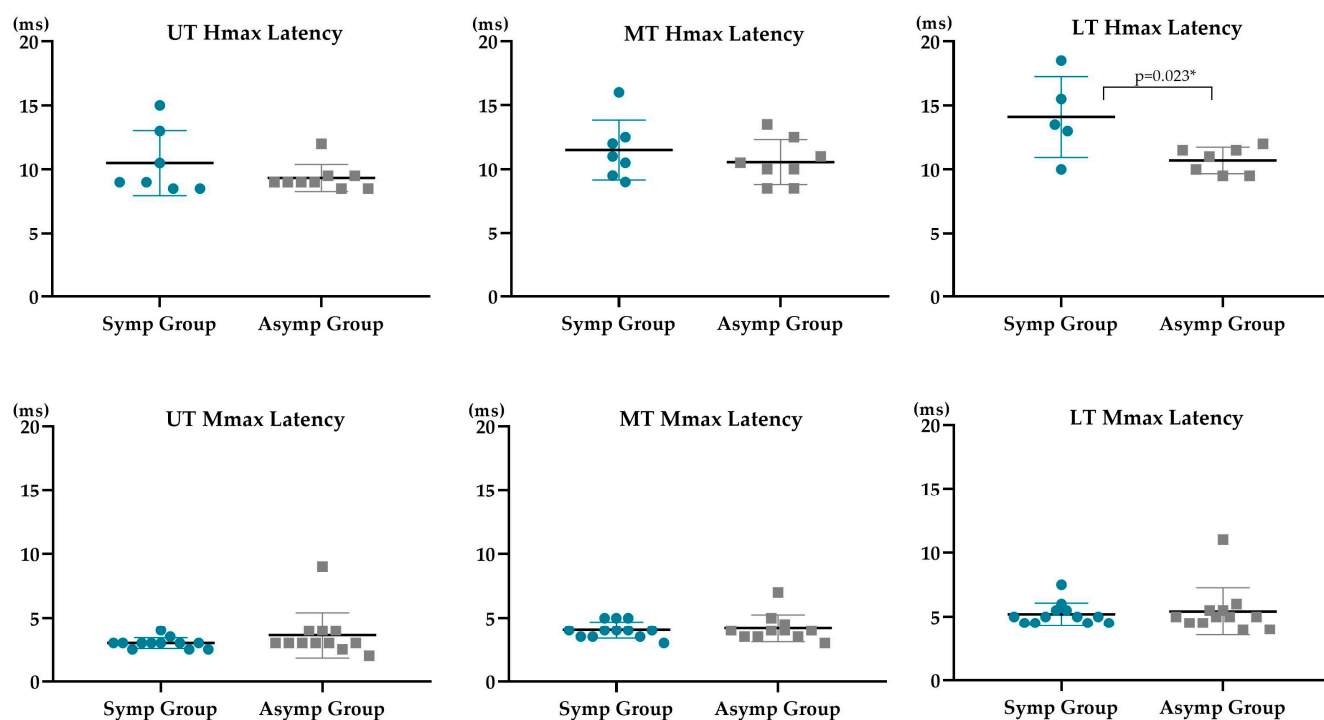 UT Hmax Latency
(ms)
20
15
10
5
0
Symp Group
Asymp Group
MT Hmax Latency
(ms)
20
15
10
5
0
Symp Group
Asymp Group
LT Hmax Latency
(ms)
20
15
10
5
0
p=0.023*
Symp Group
Asymp Group
UT Mmax Latency
(ms)
20
15
10
5
0
Symp Group
Asymp Group
MT Mmax Latency
(ms)
20
15
10
5
0
Symp Group
Asymp Group
LT Mmax Latency
(ms)
20
15
10
5
0
Symp Group
Asymp Group